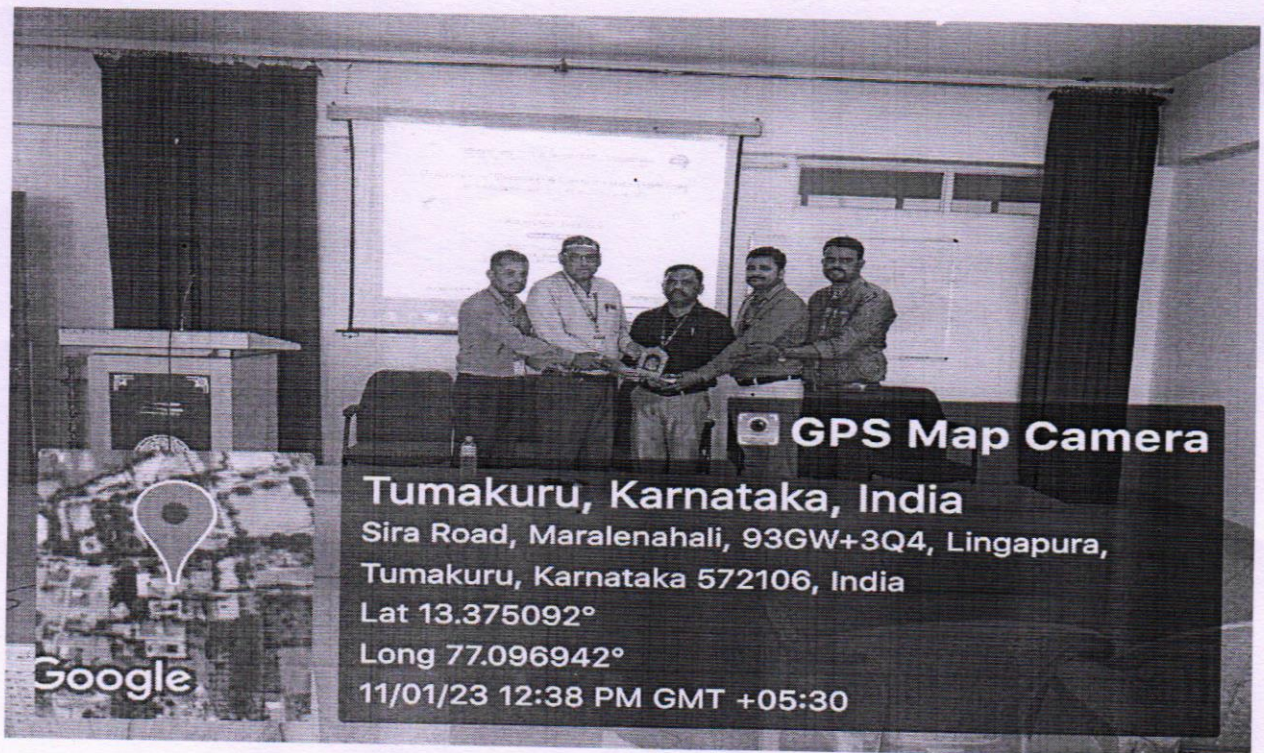 GPS Map Camera
Tumakuru, Karnataka, India
Sira Road, Maralenahali, 93GW+3Q4, Lingapura,
Tumakuru, Karnataka 572106, India
Lat 13.375092°
Long 77.096942°
11/01/23 12:38 PM GMT +05:30
Google